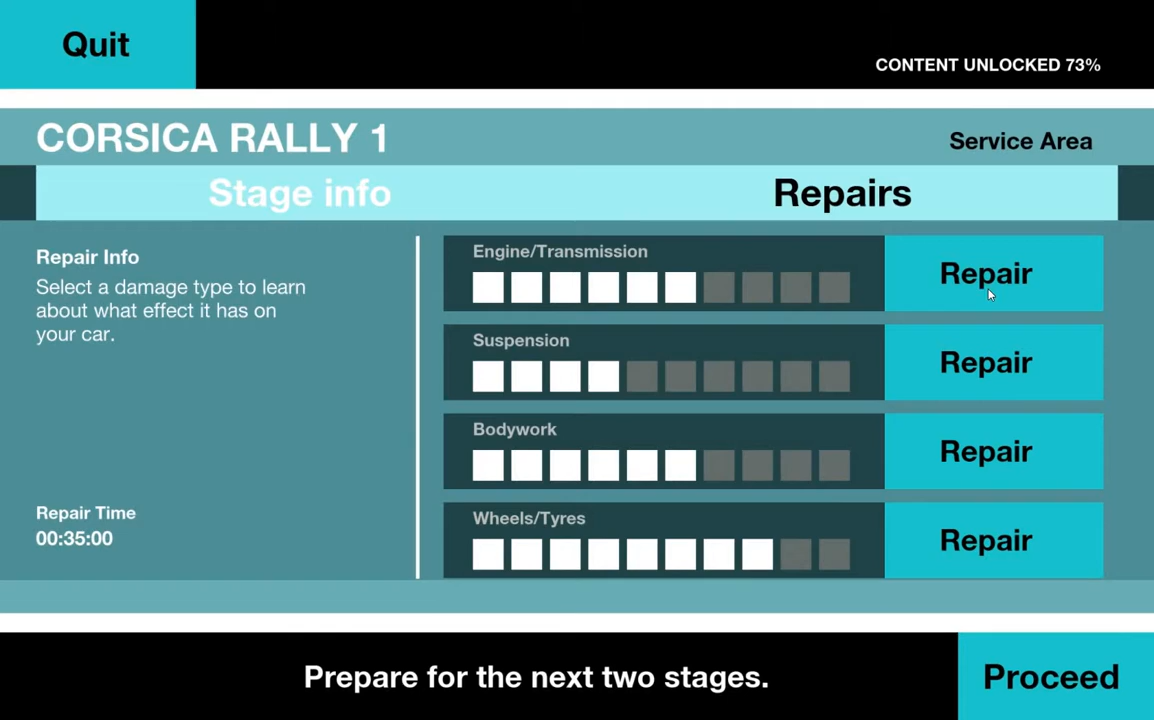 Quit
CONTENT UNLOCKED 73%
CORSICA RALLY 1
Service Area
Stage info
Repairs
Repair Info
Select a damage type to learn
about what effect it has on
your car.
Repair Time
00:35:00
Engine/Transmission
Repair
Suspension
Repair
Bodywork
Repair
Wheels/Tyres
Repair
Prepare for the next two stages.
Proceed